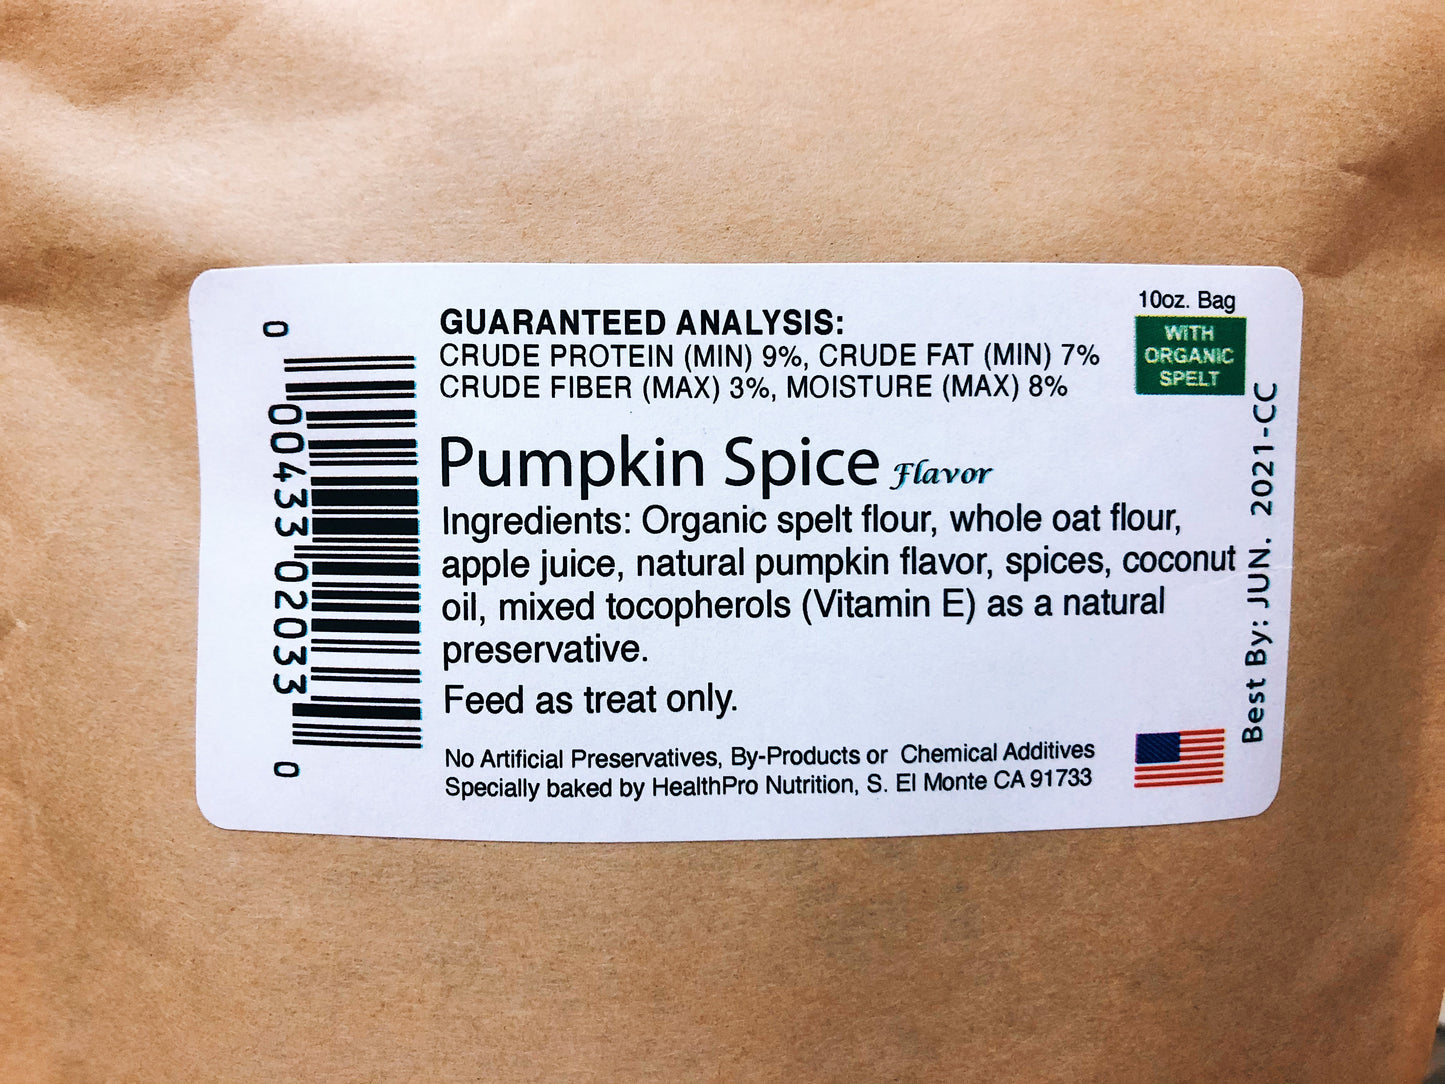 GUARANTEED ANALYSIS:
CRUDE PROTEIN (MIN) 9%, CRUDE FAT (MIN) 7%
CRUDE FIBER (MAX) 3%, MOISTURE (MAX) 8%
10oz. Bag
WITH
ORGANIC
SPELT
Pumpkin Spice Flavor
Ingredients: Organic spelt flour, whole oat flour,
apple juice, natural pumpkin flavor, spices, coconut
oil, mixed tocopherols (Vitamin E) as a natural
preservative.
Feed as treat only.
No Artificial Preservatives, By-Products or Chemical Additives
Specially baked by HealthPro Nutrition, S. El Monte CA 91733
Best By: JUN. 2021-CC
0 00433 02033 0